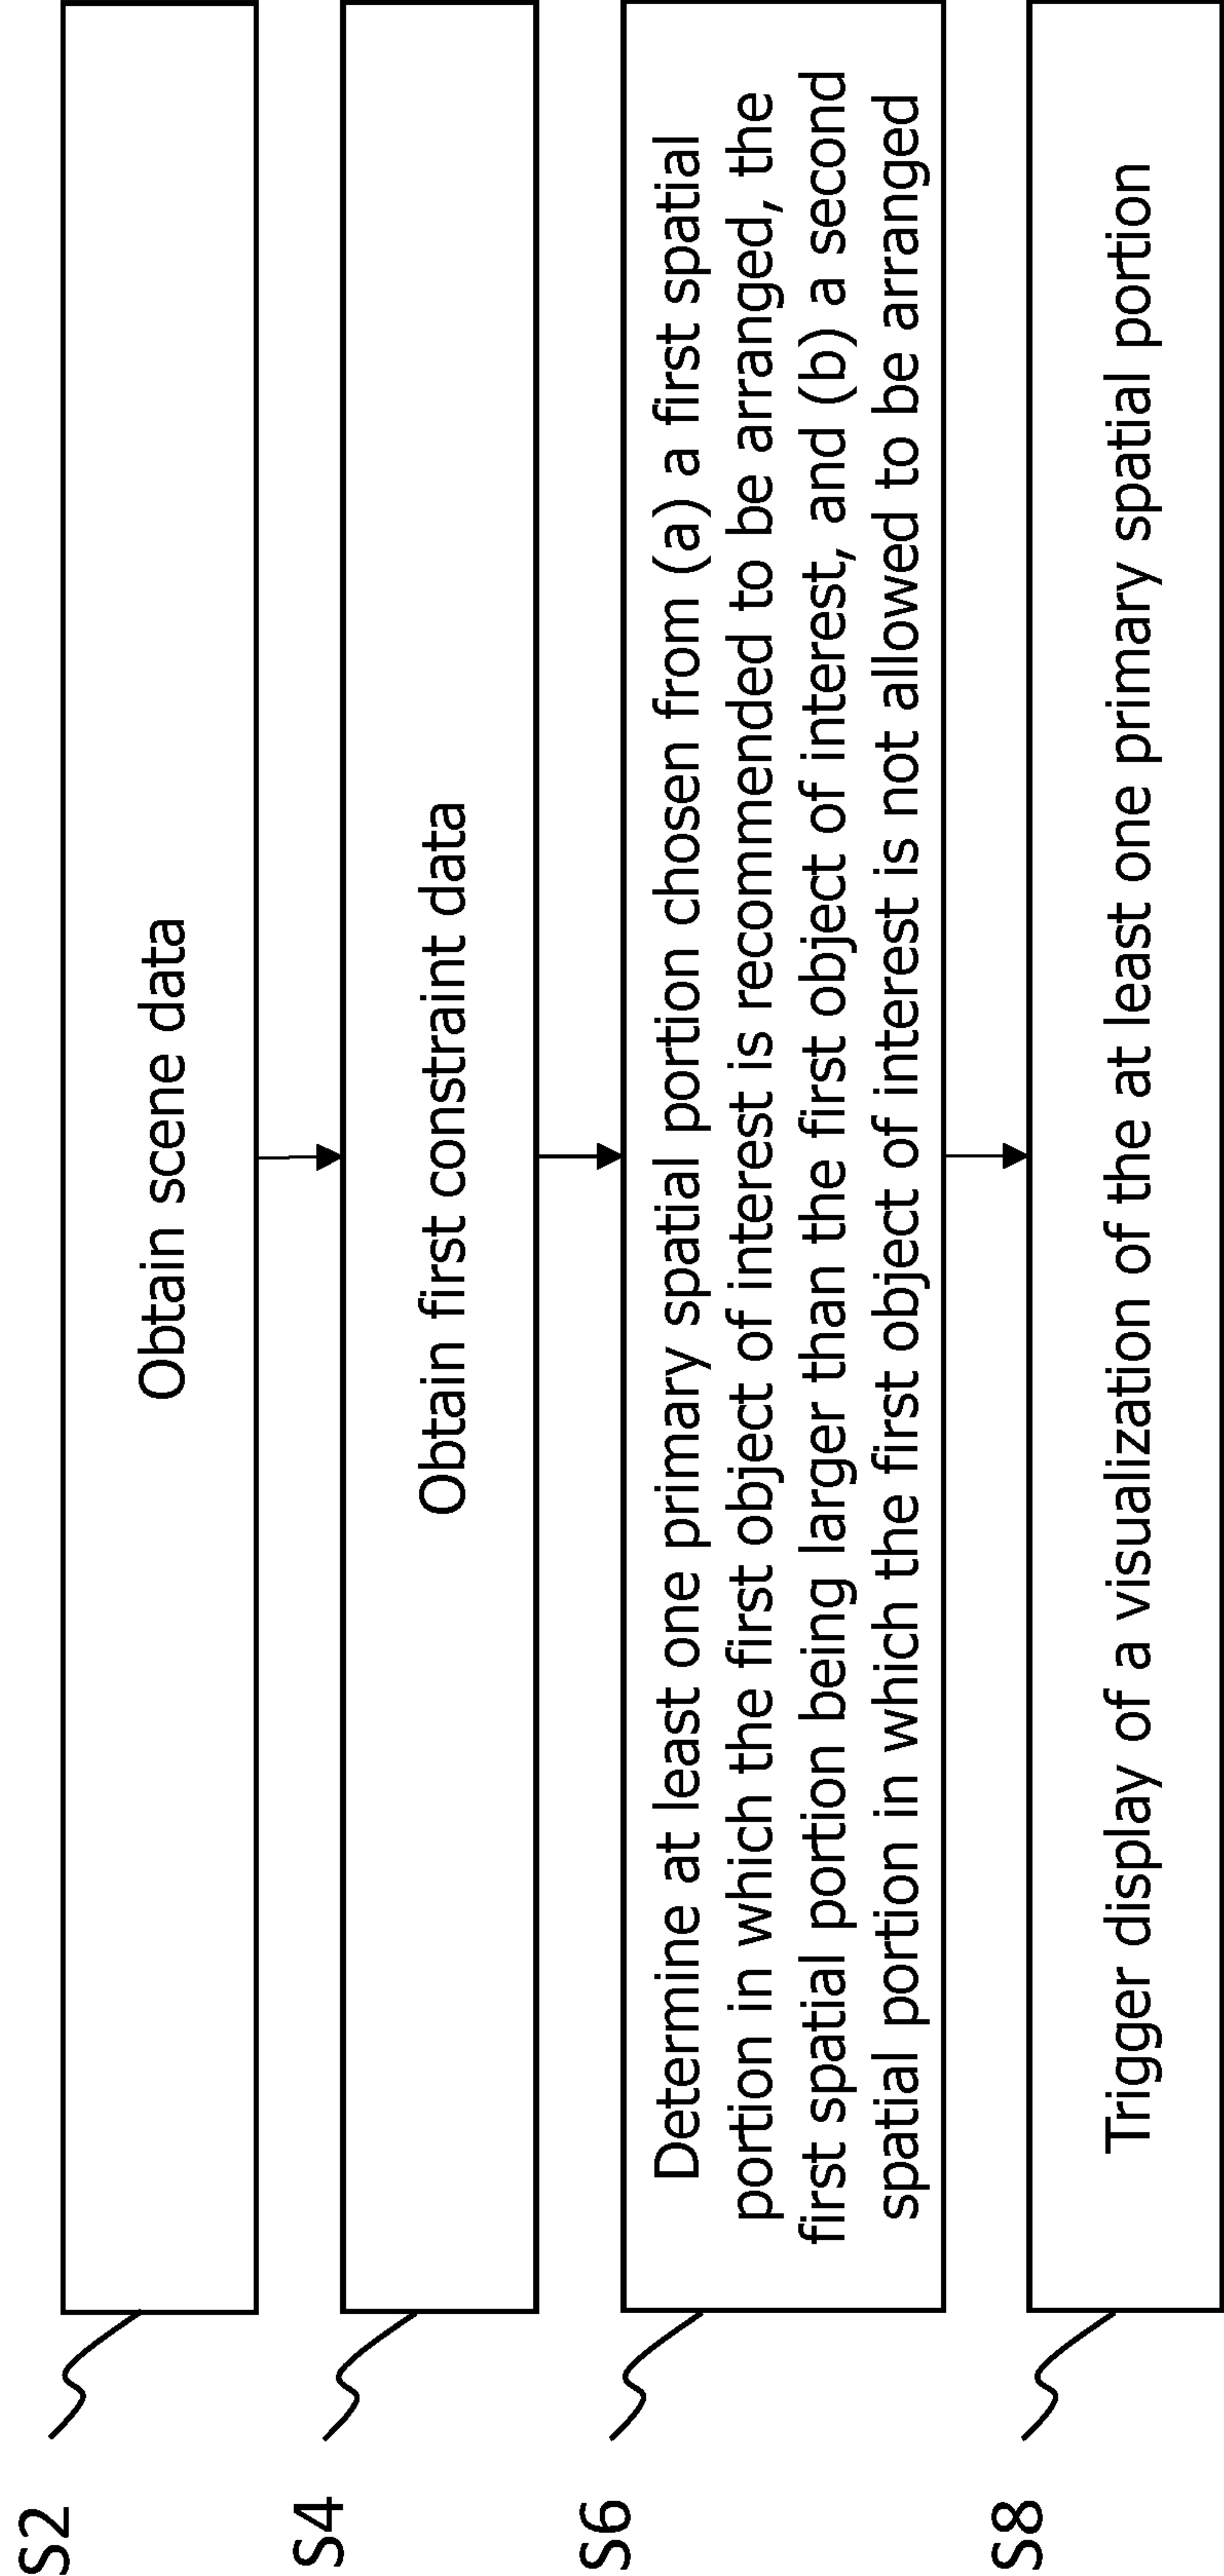 S2
Obtain scene data
S4
Obtain first constraint data
S6
Determine at least one primary spatial portion chosen from (a) a first spatial
portion in which the first object of interest is recommended to be arranged, the
first spatial portion being larger than the first object of interest, and (b) a second
spatial portion in which the first object of interest is not allowed to be arranged
S8
Trigger display of a visualization of the at least one primary spatial portion